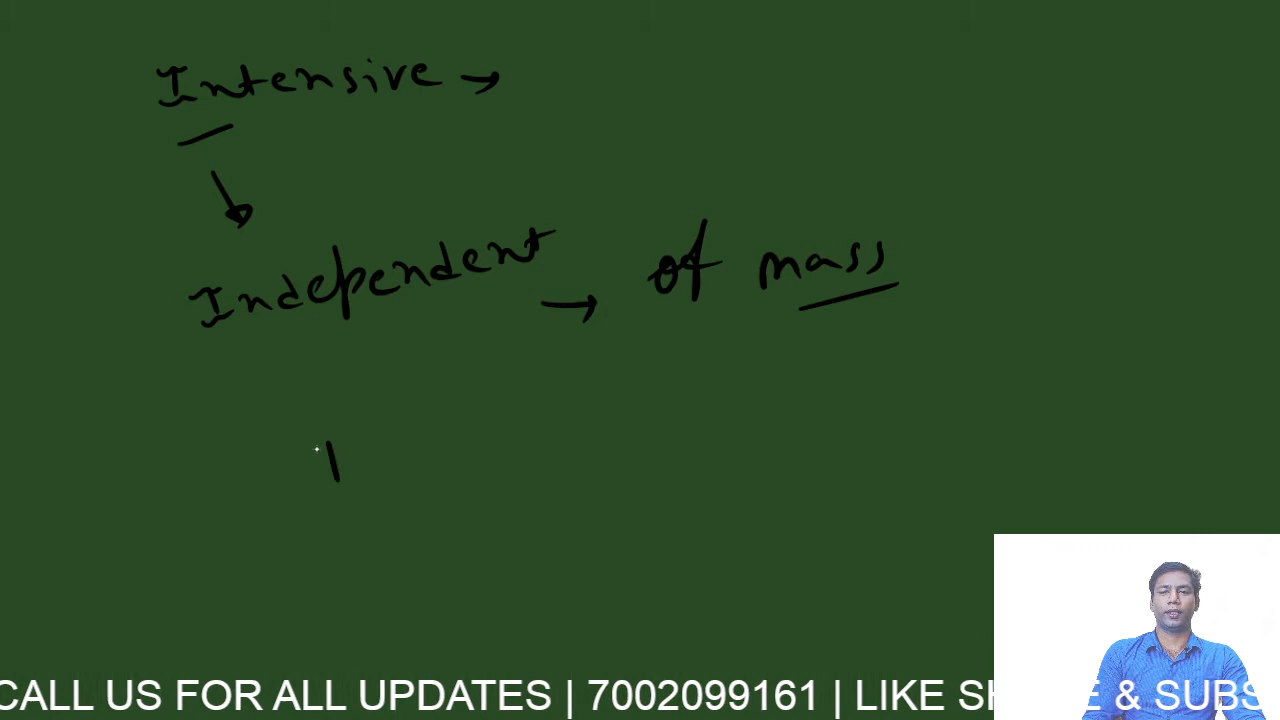 Intensive →
Independent → of mass
CALL US FOR ALL UPDATES | 7002099161 | LIKE SH E & SUBS